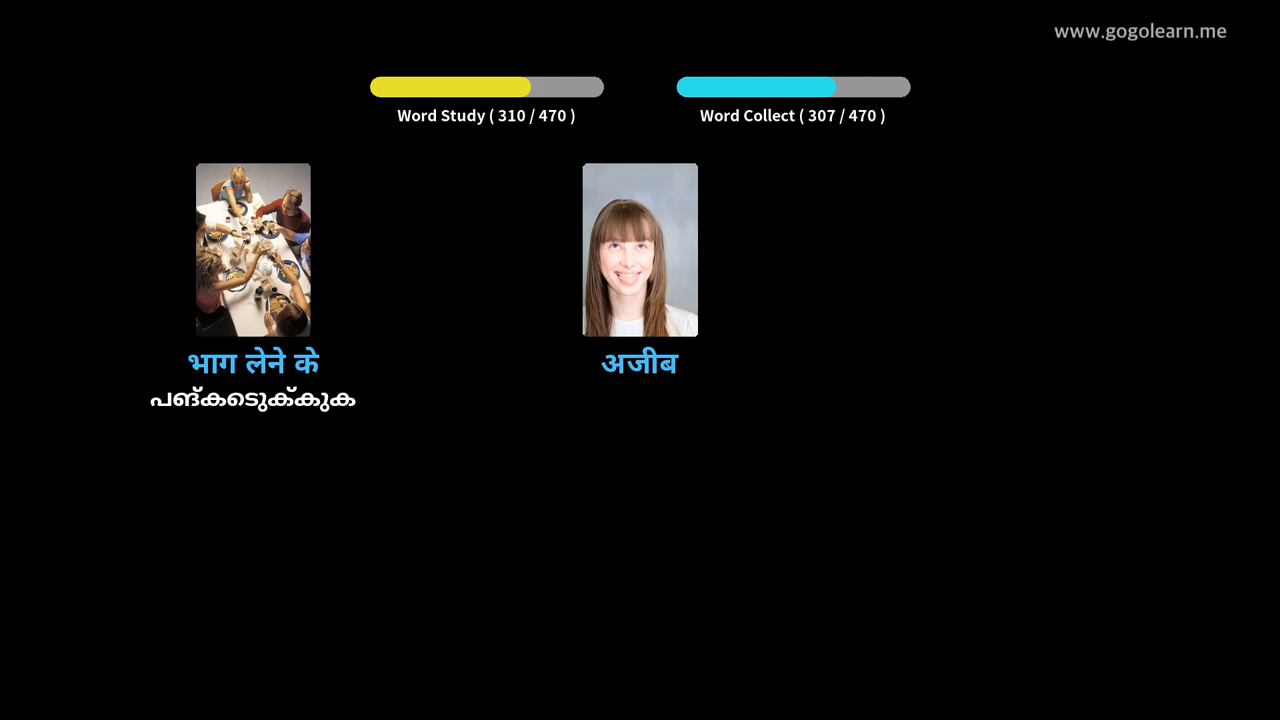 www.gogolearn.me
Word Study ( 310 / 470 )
Word Collect ( 307 / 470 )
भाग लेने के
പങ്കെടുക്കുക
अजीब